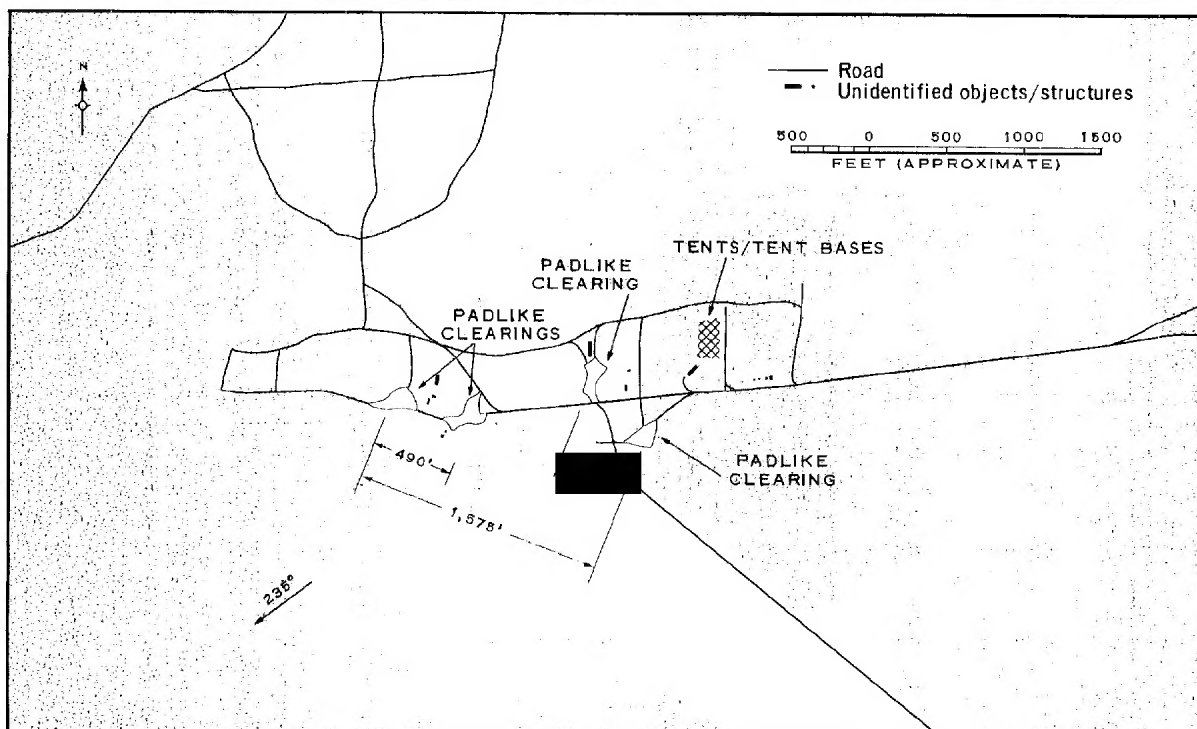 N
Road
Unidentified objects/structures
500 0 500 1000 1500
FEET (APPROXIMATE)
TENTS/TENT BASES
PADLIKE
CLEARING
PADLIKE
CLEARINGS
PADLIKE
CLEARING
490'
1,578'